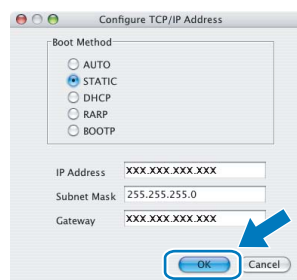 Configure TCP/IP Address
Boot Method
AUTO
STATIC
DHCP
RARP
BOOTP
IP Address XXX.XXX.XXX.XXX
Subnet Mask 255.255.255.0
Gateway XXX.XXX.XXX.XXX
OK Cancel